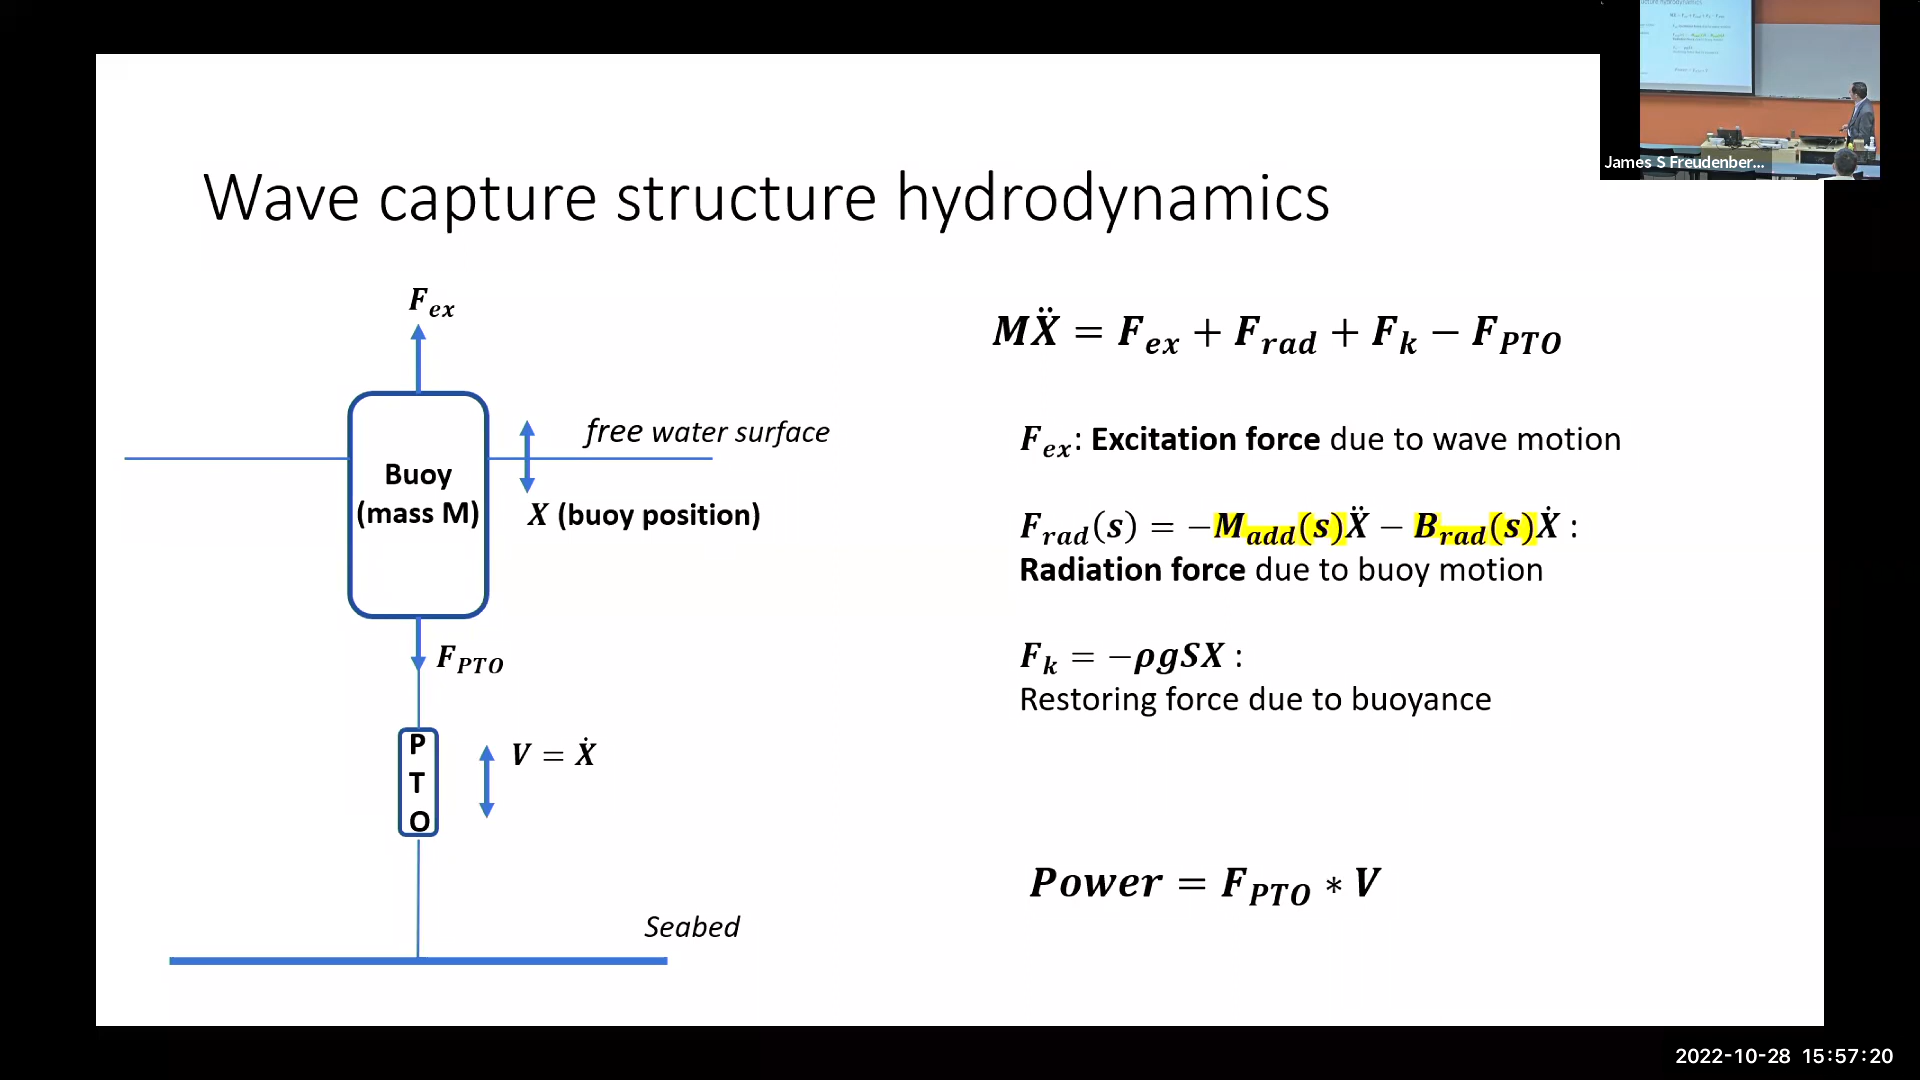 James S Freudenber...
Wave capture structure hydrodynamics
F_ex
Buoy
(mass M)
free water surface
X (buoy position)
F_PTO
P
T
O
V = Ẋ
Seabed
MẌ = F_ex + F_rad + F_k − F_PTO
F_ex: Excitation force due to wave motion
F_rad(s) = −M_add(s)Ẍ − B_rad(s)Ẋ :
Radiation force due to buoy motion
F_k = −ρgSX :
Restoring force due to buoyance
Power = F_PTO ∗ V
2022-10-28 15:57:20